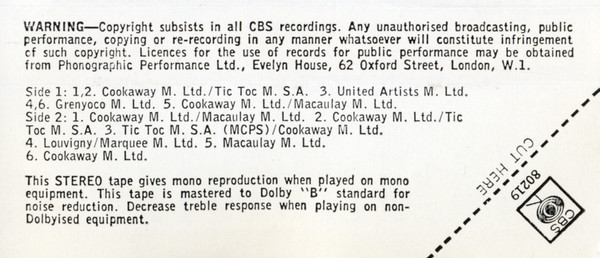 WARNING—Copyright subsists in all CBS recordings. Any unauthorised broadcasting, public
performance, copying or re-recording in any manner whatsoever will constitute infringement
of such copyright. Licences for the use of records for public performance may be obtained
from Phonographic Performance Ltd., Evelyn House, 62 Oxford Street, London, W.1.
Side 1: 1,2. Cookaway M. Ltd./Tic Toc M. S.A. 3. United Artists M. Ltd.
4,6. Grenyoco M. Ltd. 5. Cookaway M. Ltd./Macaulay M. Ltd.
Side 2: 1. Cookaway M. Ltd./Macaulay M. Ltd. 2. Cookaway M. Ltd./Tic
Toc M. S.A. 3. Tic Toc M. S.A. (MCPS)/Cookaway M. Ltd.
4. Louvigny/Marquee M. Ltd. 5. Macaulay M. Ltd.
6. Cookaway M. Ltd.
This STEREO tape gives mono reproduction when played on mono
equipment. This tape is mastered to Dolby "B" standard for
noise reduction. Decrease treble response when playing on non-
Dolbyised equipment.
CUT HERE
80219
CBS